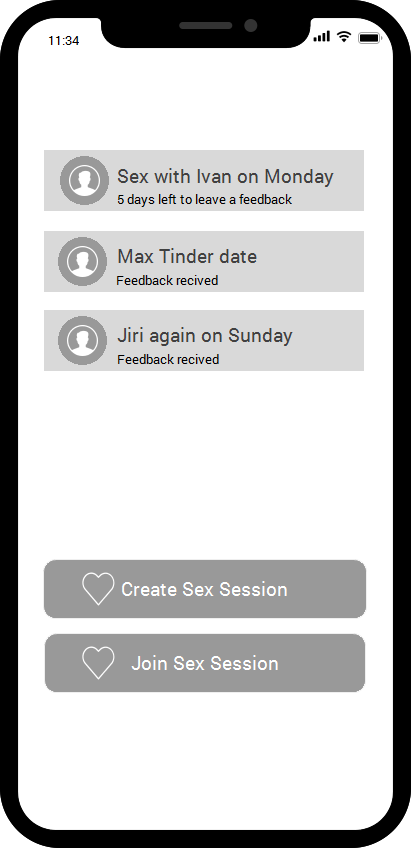 11:34
Sex with Ivan on Monday
5 days left to leave a feedback
Max Tinder date
Feedback recived
Jiri again on Sunday
Feedback recived
Create Sex Session
Join Sex Session